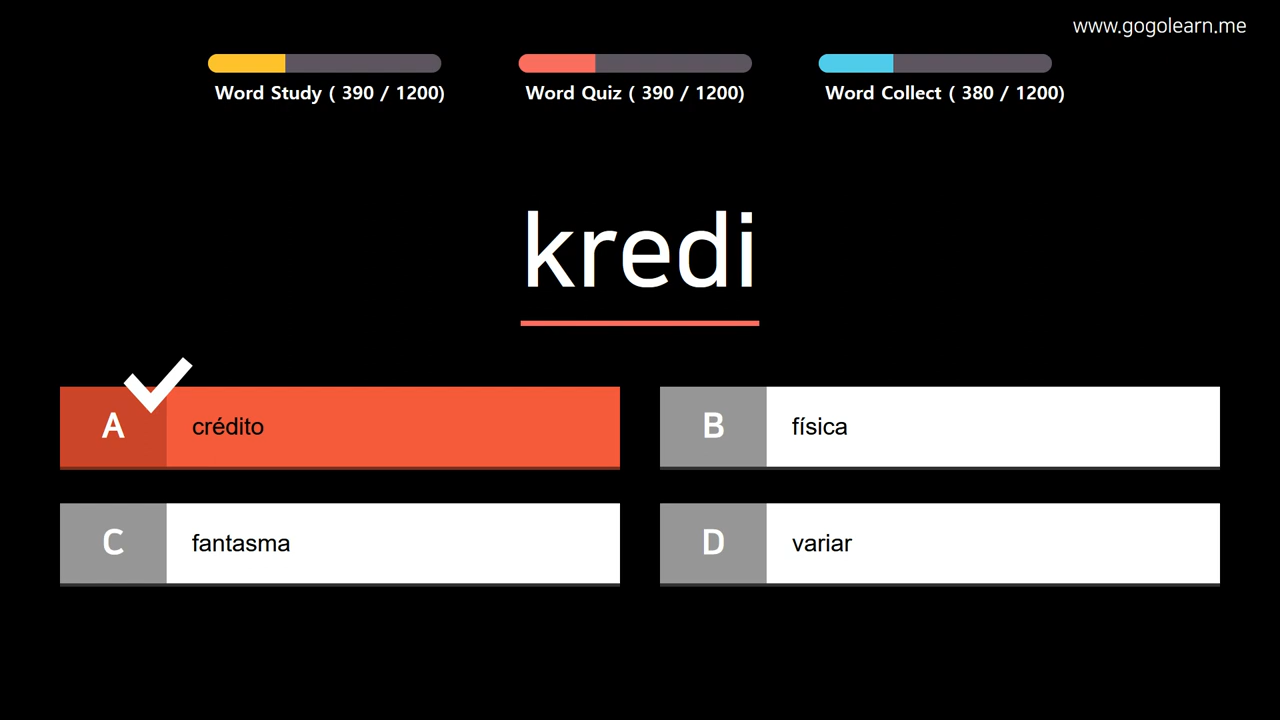 www.gogolearn.me
Word Study ( 390 / 1200)
Word Quiz ( 390 / 1200)
Word Collect ( 380 / 1200)
kredi
A crédito
B física
C fantasma
D variar